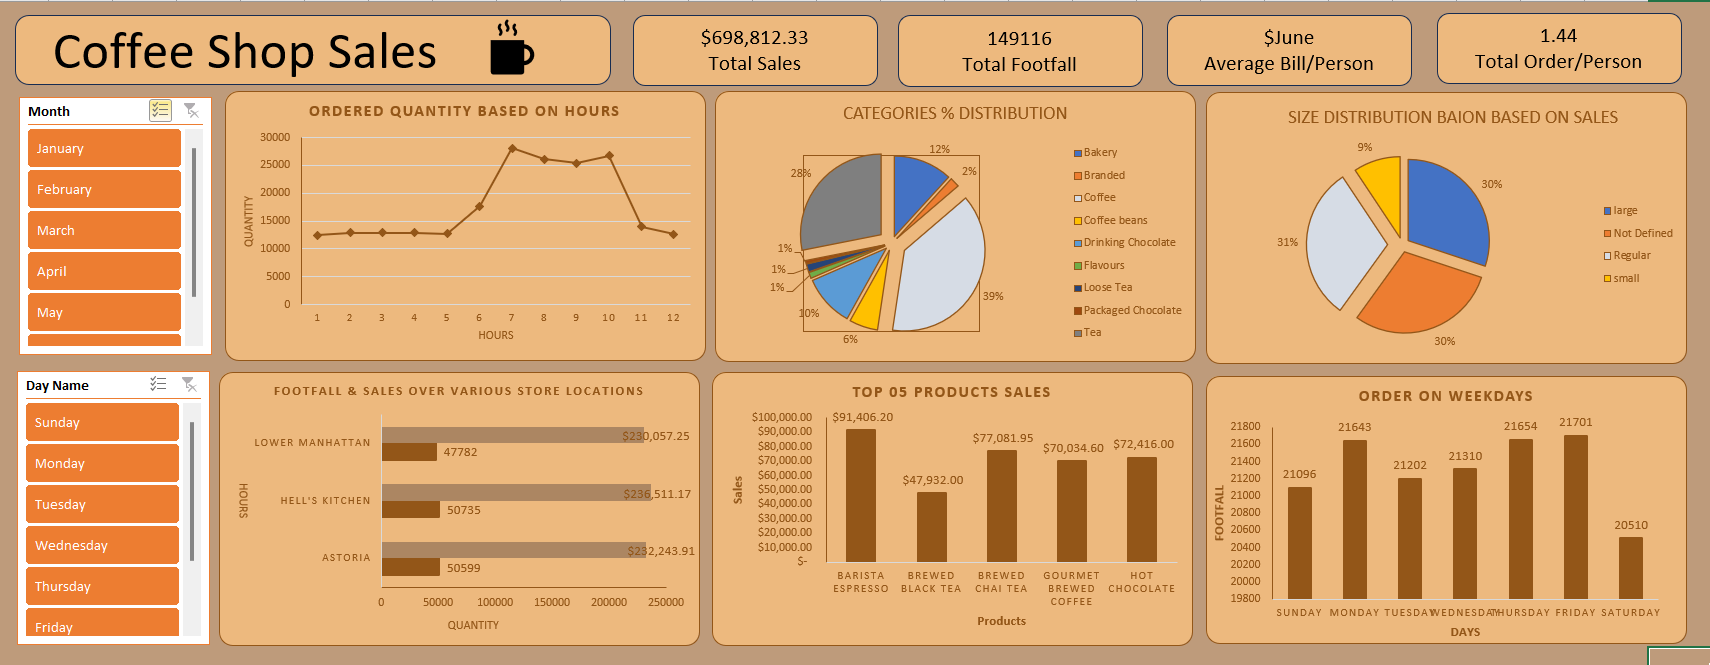 Coffee Shop Sales
$698,812.33
Total Sales
149116
Total Footfall
$June
Average Bill/Person
1.44
Total Order/Person
Month
January
February
March
April
May
ORDERED QUANTITY BASED ON HOURS
QUANTITY
30000
25000
20000
15000
10000
5000
0
1 2 3 4 5 6 7 8 9 10 11 12
HOURS
CATEGORIES % DISTRIBUTION
12%
2%
39%
6%
10%
1%
1%
1%
28%
Bakery
Branded
Coffee
Coffee beans
Drinking Chocolate
Flavours
Loose Tea
Packaged Chocolate
Tea
SIZE DISTRIBUTION BAION BASED ON SALES
9%
30%
31%
30%
large
Not Defined
Regular
small
Day Name
Sunday
Monday
Tuesday
Wednesday
Thursday
Friday
FOOTFALL & SALES OVER VARIOUS STORE LOCATIONS
HOURS
LOWER MANHATTAN
$230,057.25
47782
HELL'S KITCHEN
$236,511.17
50735
ASTORIA
$232,243.91
50599
0 50000 100000 150000 200000 250000
QUANTITY
TOP 05 PRODUCTS SALES
Sales
$100,000.00
$90,000.00
$80,000.00
$70,000.00
$60,000.00
$50,000.00
$40,000.00
$30,000.00
$20,000.00
$10,000.00
$-
$91,406.20
$47,932.00
$77,081.95
$70,034.60
$72,416.00
BARISTA ESPRESSO
BREWED BLACK TEA
BREWED CHAI TEA
GOURMET BREWED COFFEE
HOT CHOCOLATE
Products
ORDER ON WEEKDAYS
FOOTFALL
21800
21600
21400
21200
21000
20800
20600
20400
20200
20000
19800
21096
21643
21202
21310
21654
21701
20510
SUNDAY MONDAY TUESDAY WEDNESDAY THURSDAY FRIDAY SATURDAY
DAYS